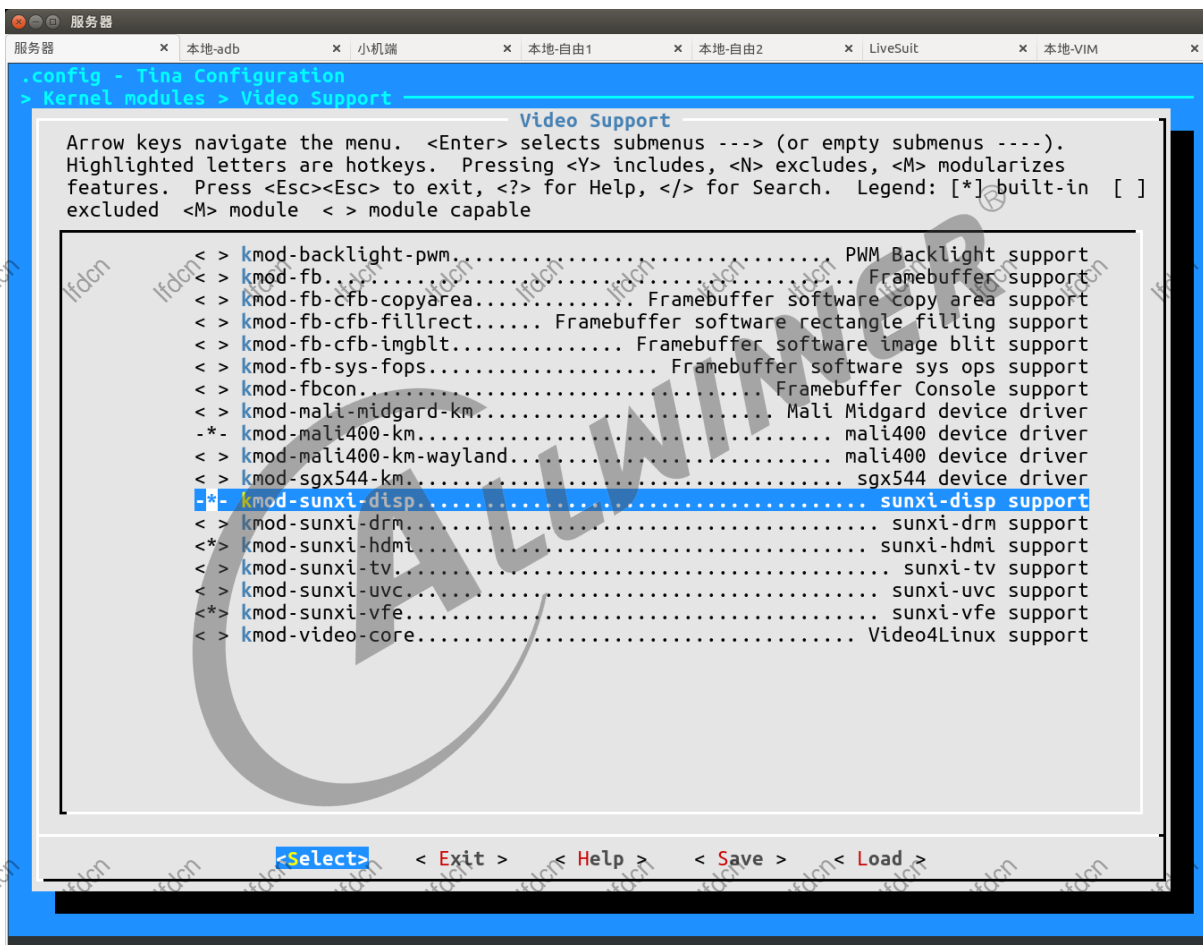 服务器
服务器 × 本地-adb × 小机端 × 本地-自由1 × 本地-自由2 × LiveSuit × 本地-VIM ×
.config - Tina Configuration
> Kernel modules > Video Support
Video Support
Arrow keys navigate the menu.  <Enter> selects submenus ---> (or empty submenus ----).
Highlighted letters are hotkeys.  Pressing <Y> includes, <N> excludes, <M> modularizes
features.  Press <Esc><Esc> to exit, <?> for Help, </> for Search.  Legend: [*] built-in  [ ]
excluded  <M> module  < > module capable
< > kmod-backlight-pwm................................. PWM Backlight support
< > kmod-fb.............................................. Framebuffer support
< > kmod-fb-cfb-copyarea.............. Framebuffer software copy area support
< > kmod-fb-cfb-fillrect...... Framebuffer software rectangle filling support
< > kmod-fb-cfb-imgblt............... Framebuffer software image blit support
< > kmod-fb-sys-fops.................... Framebuffer software sys ops support
< > kmod-fbcon................................... Framebuffer Console support
< > kmod-mali-midgard-km.......................... Mali Midgard device driver
-*- kmod-mali400-km.................................... mali400 device driver
< > kmod-mali400-km-wayland............................ mali400 device driver
< > kmod-sgx544-km...................................... sgx544 device driver
-*- kmod-sunxi-disp....................................... sunxi-disp support
< > kmod-sunxi-drm......................................... sunxi-drm support
<*> kmod-sunxi-hdmi....................................... sunxi-hdmi support
< > kmod-sunxi-tv........................................... sunxi-tv support
< > kmod-sunxi-uvc......................................... sunxi-uvc support
<*> kmod-sunxi-vfe......................................... sunxi-vfe support
< > kmod-video-core...................................... Video4Linux support
ALLWINNER®
<Select>    < Exit >    < Help >    < Save >    < Load >